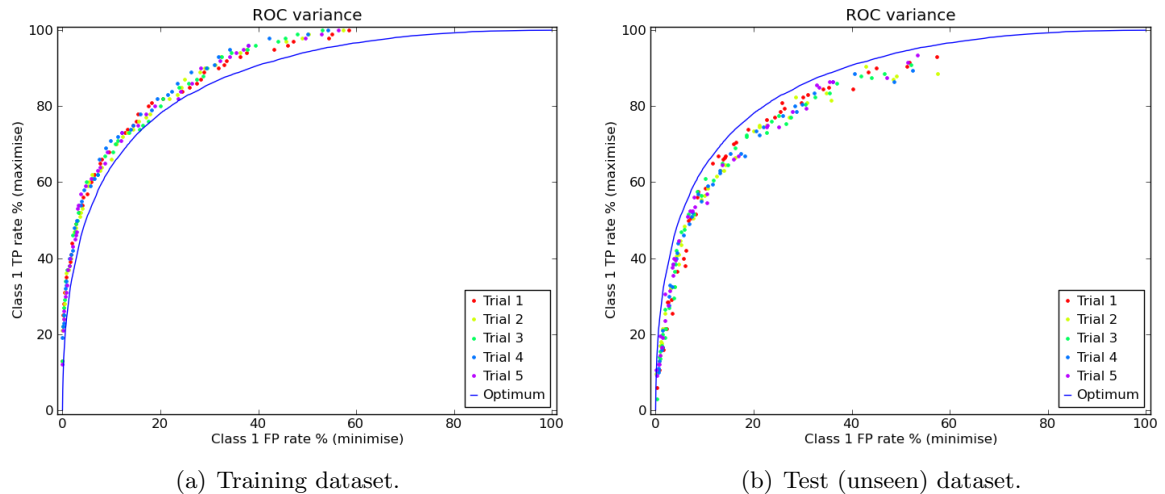 ROC variance
100
80
60
40
20
0
Class 1 TP rate % (maximise)
Trial 1
Trial 2
Trial 3
Trial 4
Trial 5
Optimum
0 20 40 60 80 100
Class 1 FP rate % (minimise)
(a) Training dataset.
ROC variance
100
80
60
40
20
0
Class 1 TP rate % (maximise)
Trial 1
Trial 2
Trial 3
Trial 4
Trial 5
Optimum
0 20 40 60 80 100
Class 1 FP rate % (minimise)
(b) Test (unseen) dataset.